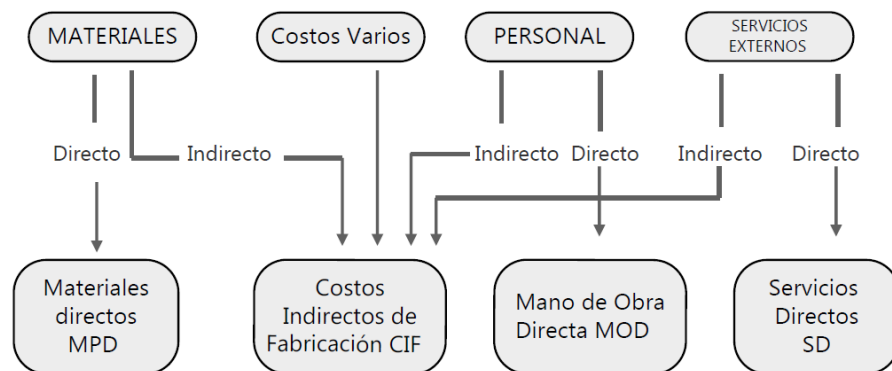 MATERIALES
Costos Varios
PERSONAL
SERVICIOS
EXTERNOS
Directo
Indirecto
Indirecto
Directo
Indirecto
Directo
Materiales
directos
MPD
Costos
Indirectos de
Fabricación CIF
Mano de Obra
Directa MOD
Servicios
Directos
SD